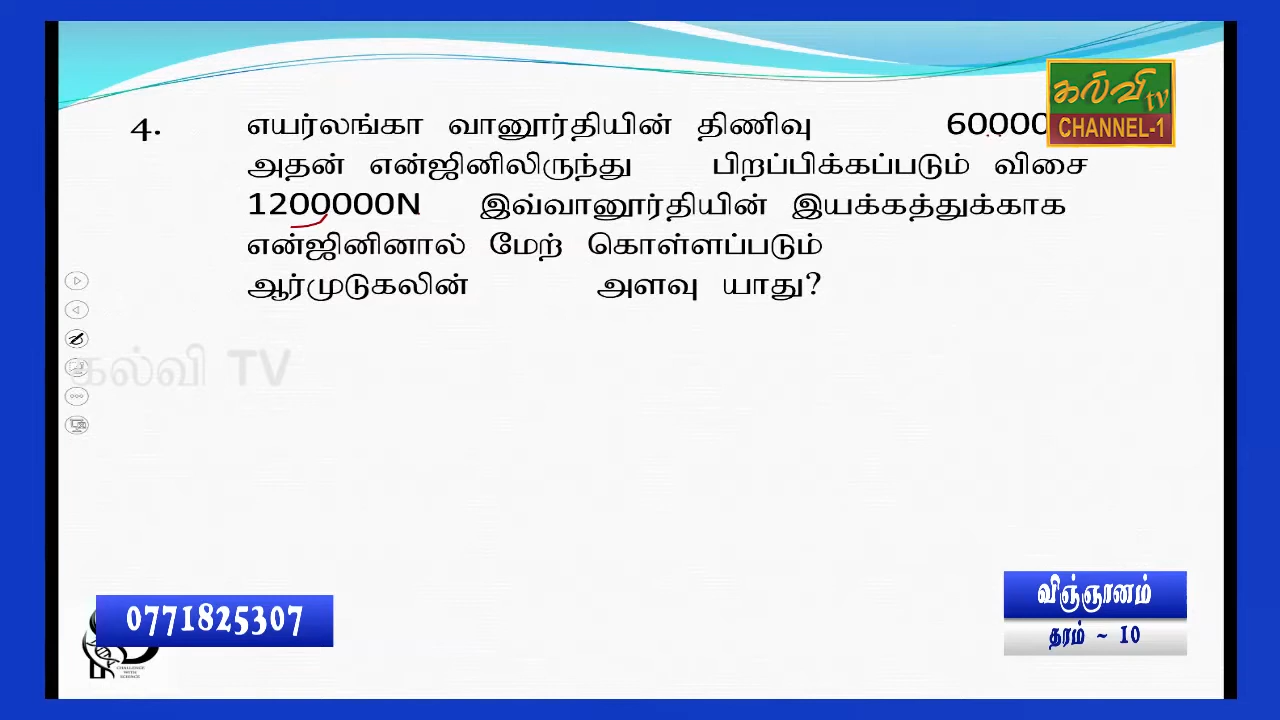 கல்வி tv
CHANNEL-1
4. எயர்லங்கா வானூர்தியின் திணிவு 60000
அதன் என்ஜினிலிருந்து பிறப்பிக்கப்படும் விசை
1200000N இவ்வானூர்தியின் இயக்கத்துக்காக
என்ஜினினால் மேற் கொள்ளப்படும்
ஆர்முடுகலின் அளவு யாது?
கல்வி TV
0771825307
விஞ்ஞானம்
தரம் ~ 10